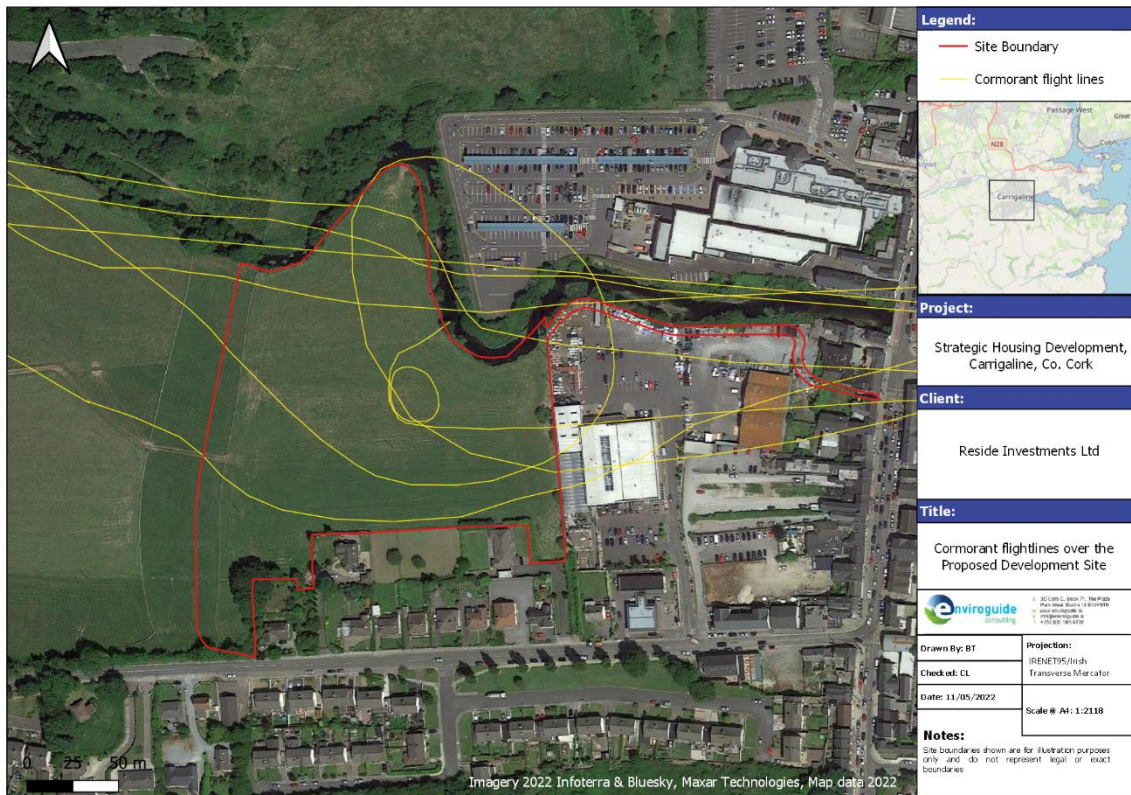 Legend:
Site Boundary
Cormorant flight lines
Passage West
Great
Cobh
N28
Carrigaline
Project:
Strategic Housing Development,
Carrigaline, Co. Cork
Client:
Reside Investments Ltd
Title:
Cormorant flightlines over the
Proposed Development Site
enviroguide
consulting
Drawn By: BT
Checked: CL
Date: 11/05/2022
Projection:
IRENET95/Irish
Transverse Mercator
Scale @ A4: 1:2118
Notes:
Site boundaries shown are for illustration purposes
only and do not represent legal or exact
boundaries
0 25 50 m
Imagery 2022 Infoterra & Bluesky, Maxar Technologies, Map data 2022